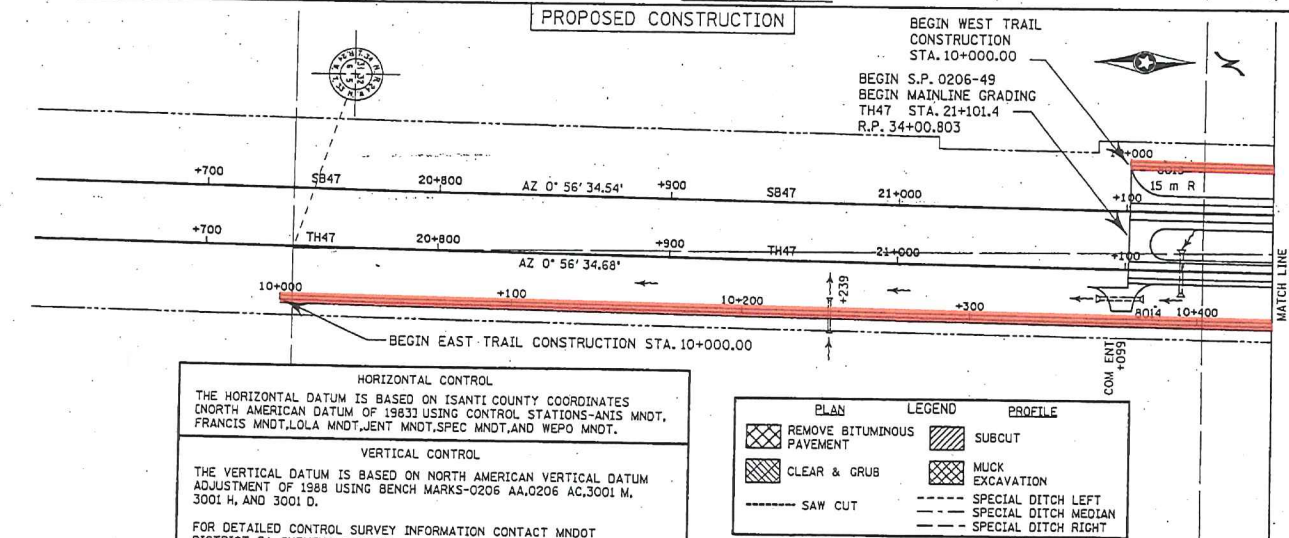 PROPOSED CONSTRUCTION
BEGIN WEST TRAIL
CONSTRUCTION
STA. 10+000.00
BEGIN S.P. 0206-49
BEGIN MAINLINE GRADING
TH47 STA. 21+101.4
R.P. 34+00.803
N
+700
SB47
20+800
AZ 0° 56' 34.54'
+900
SB47
21+000
+100
15 m R
+700
TH47
20+800
AZ 0° 56' 34.68'
+900
TH47
21+000
+100
10+000
+100
10+200
+239
+300
8014
10+400
MATCH LINE
BEGIN EAST TRAIL CONSTRUCTION STA. 10+000.00
COM ENT
+099
HORIZONTAL CONTROL
THE HORIZONTAL DATUM IS BASED ON ISANTI COUNTY COORDINATES
[NORTH AMERICAN DATUM OF 1983] USING CONTROL STATIONS-ANIS MNDT,
FRANCIS MNDT,LOLA MNDT,JENT MNDT,SPEC MNDT,AND WEPO MNDT.
VERTICAL CONTROL
THE VERTICAL DATUM IS BASED ON NORTH AMERICAN VERTICAL DATUM
ADJUSTMENT OF 1988 USING BENCH MARKS-0206 AA,0206 AC,3001 M,
3001 H, AND 3001 D.
FOR DETAILED CONTROL SURVEY INFORMATION CONTACT MNDOT
PLAN LEGEND PROFILE
REMOVE BITUMINOUS
PAVEMENT
SUBCUT
CLEAR & GRUB
MUCK
EXCAVATION
SAW CUT
SPECIAL DITCH LEFT
SPECIAL DITCH MEDIAN
SPECIAL DITCH RIGHT